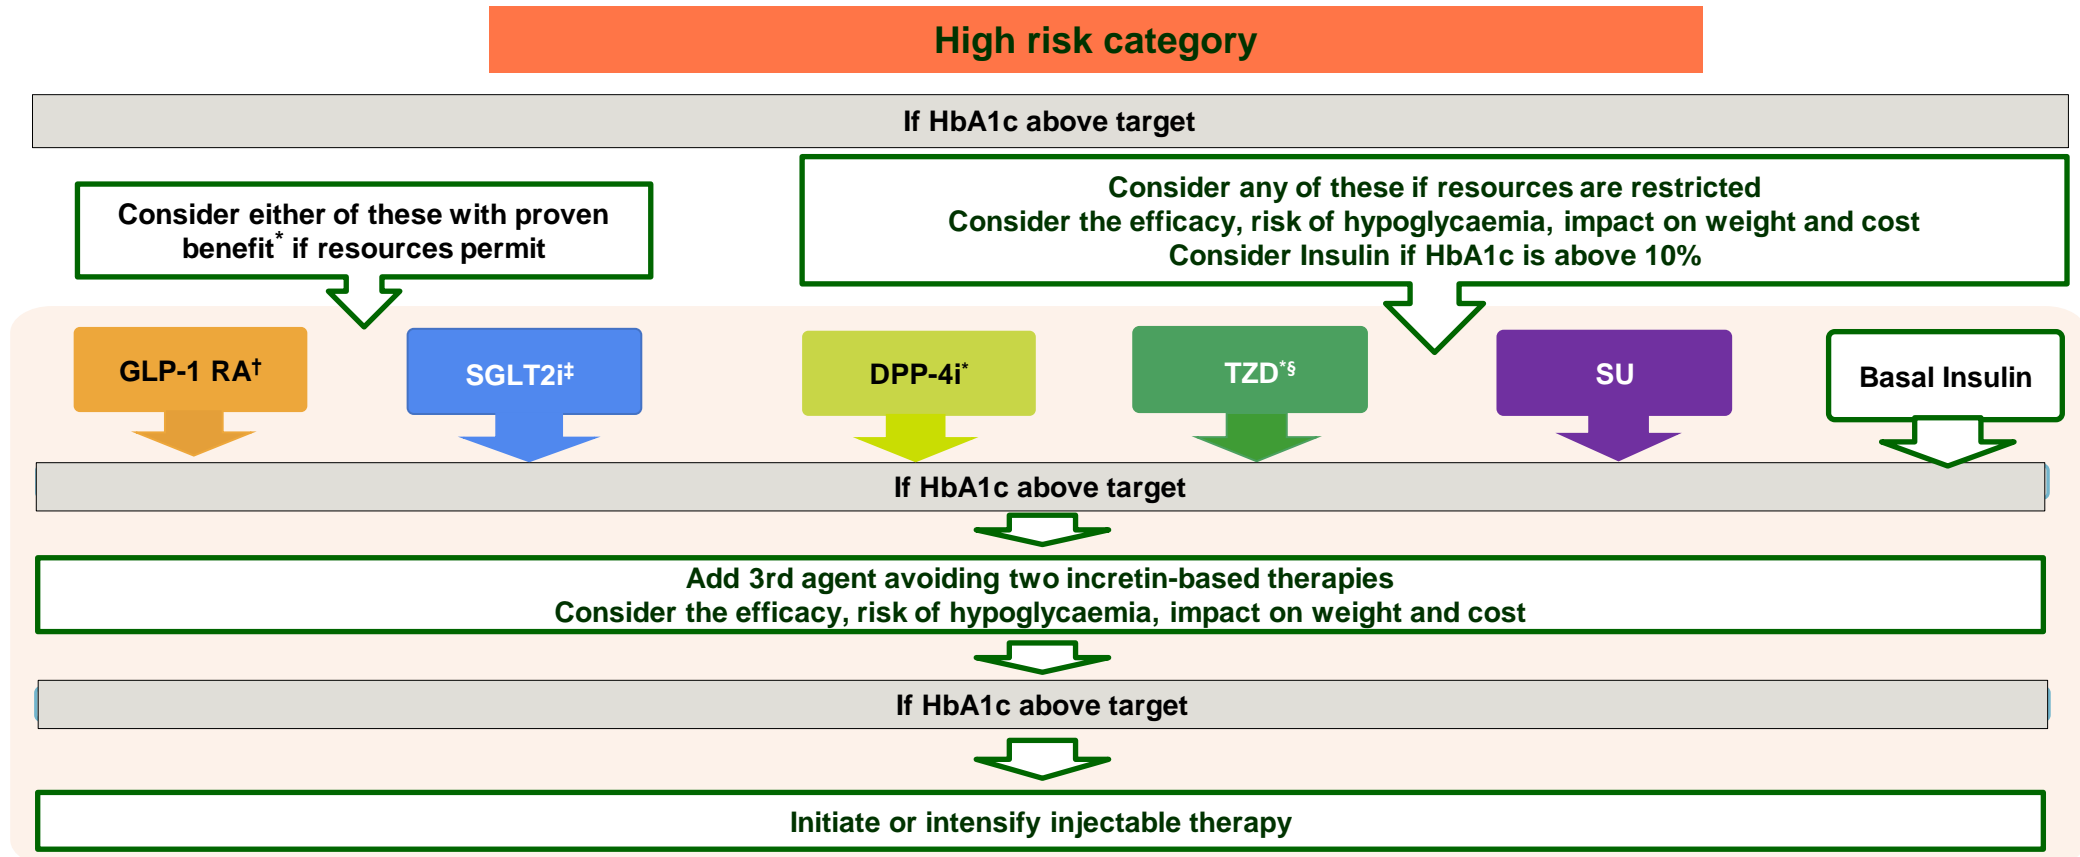 High risk category
If HbA1c above target
Consider either of these with proven
benefit* if resources permit
Consider any of these if resources are restricted
Consider the efficacy, risk of hypoglycaemia, impact on weight and cost
Consider Insulin if HbA1c is above 10%
GLP-1 RA†
SGLT2i‡
DPP-4i*
TZD*§
SU
Basal Insulin
If HbA1c above target
Add 3rd agent avoiding two incretin-based therapies
Consider the efficacy, risk of hypoglycaemia, impact on weight and cost
If HbA1c above target
Initiate or intensify injectable therapy